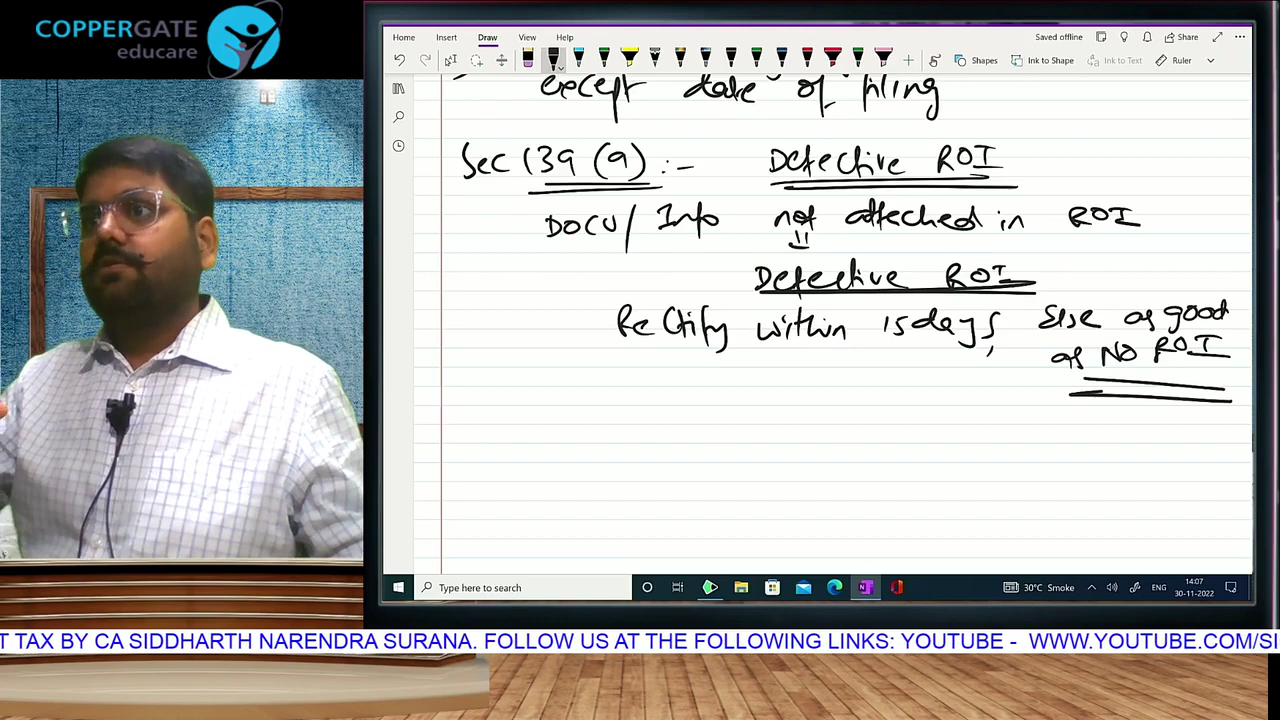 COPPERGATE
educare
Home Insert Draw View Help
Saved offline
Share
Shapes
Ink to Shape
Ink to Text
Ruler
except date of filing
Sec 139 (9) :- Defective ROI
DOCU/ Info not attached in ROI
Defective ROI
Rectify within 15 days, else as good
as NO ROI
Type here to search
30°C Smoke
ENG
14:07
30-11-2022
T TAX BY CA SIDDHARTH NARENDRA SURANA. FOLLOW US AT THE FOLLOWING LINKS: YOUTUBE - WWW.YOUTUBE.COM/SI